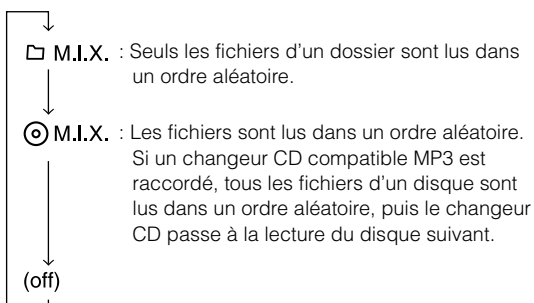 M.I.X. : Seuls les fichiers d'un dossier sont lus dans
un ordre aléatoire.
M.I.X. : Les fichiers sont lus dans un ordre aléatoire.
Si un changeur CD compatible MP3 est
raccordé, tous les fichiers d'un disque sont
lus dans un ordre aléatoire, puis le changeur
CD passe à la lecture du disque suivant.
(off)